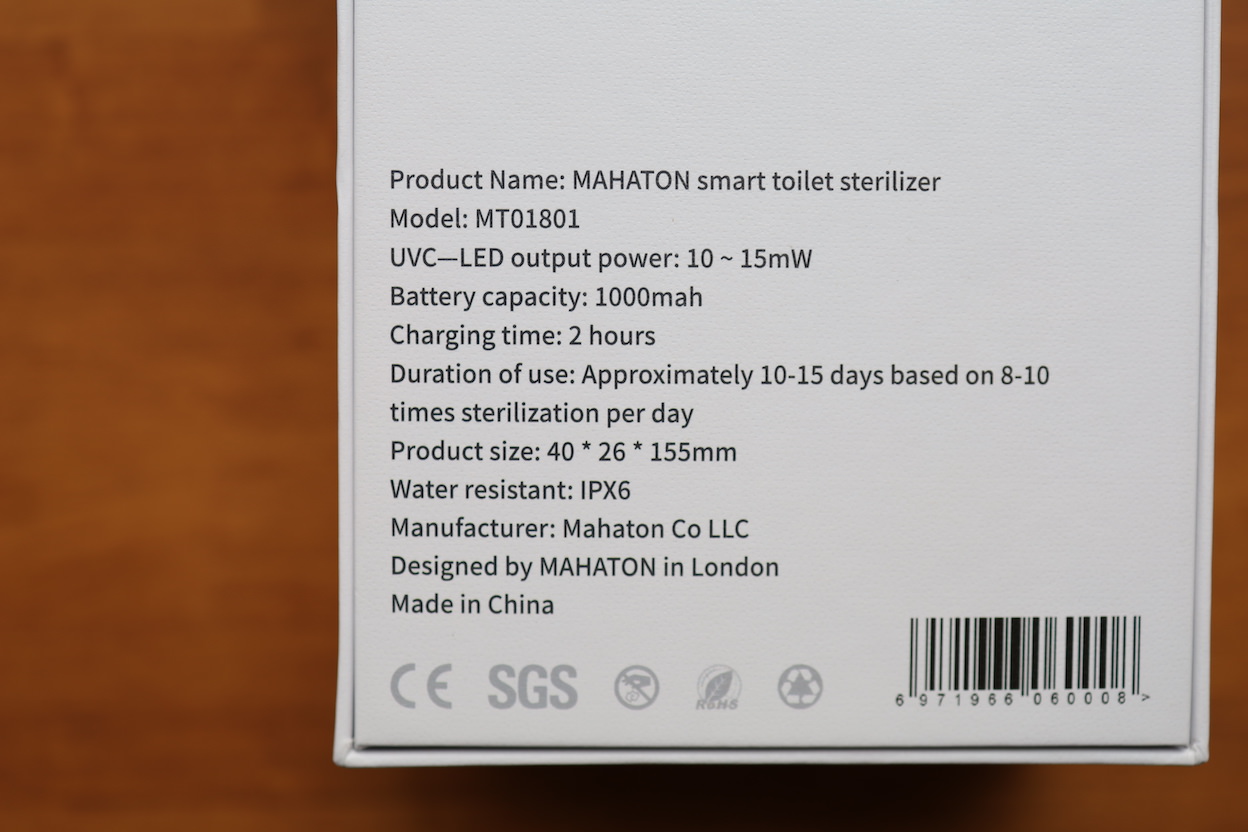 Product Name: MAHATON smart toilet sterilizer
Model: MT01801
UVC—LED output power: 10 ~ 15mW
Battery capacity: 1000mah
Charging time: 2 hours
Duration of use: Approximately 10-15 days based on 8-10
times sterilization per day
Product size: 40 * 26 * 155mm
Water resistant: IPX6
Manufacturer: Mahaton Co LLC
Designed by MAHATON in London
Made in China
CE SGS RoHS
6 971966 060008 >